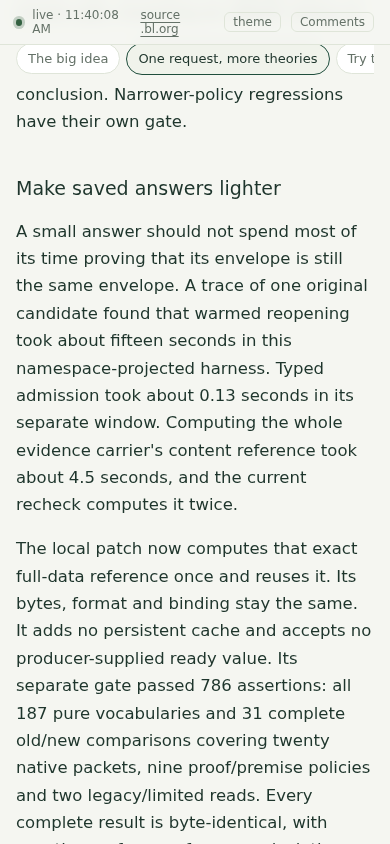 live · 11:40:08 AM
source .bl.org
theme
Comments
The big idea
One request, more theories
Try t
conclusion. Narrower-policy regressions
have their own gate.
Make saved answers lighter
A small answer should not spend most of
its time proving that its envelope is still
the same envelope. A trace of one original
candidate found that warmed reopening
took about fifteen seconds in this
namespace-projected harness. Typed
admission took about 0.13 seconds in its
separate window. Computing the whole
evidence carrier's content reference took
about 4.5 seconds, and the current
recheck computes it twice.
The local patch now computes that exact
full-data reference once and reuses it. Its
bytes, format and binding stay the same.
It adds no persistent cache and accepts no
producer-supplied ready value. Its
separate gate passed 786 assertions: all
187 pure vocabularies and 31 complete
old/new comparisons covering twenty
native packets, nine proof/premise policies
and two legacy/limited reads. Every
complete result is byte-identical, with